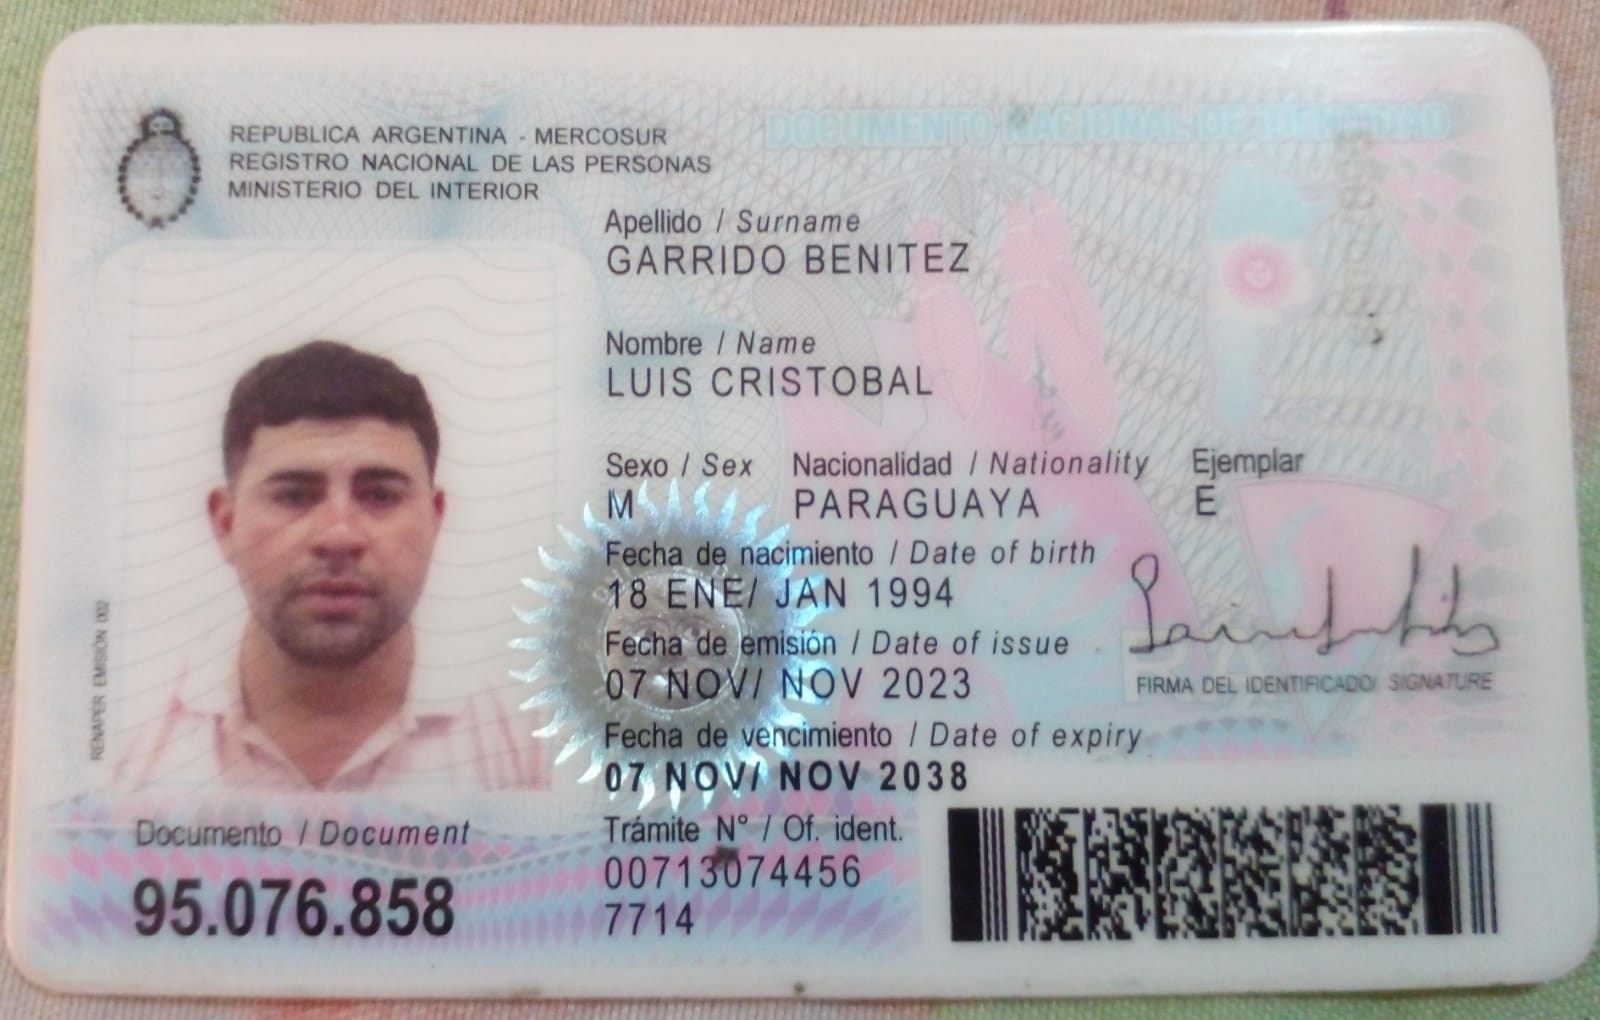 REPUBLICA ARGENTINA - MERCOSUR
REGISTRO NACIONAL DE LAS PERSONAS
MINISTERIO DEL INTERIOR
DOCUMENTO NACIONAL DE IDENTIDAD
Apellido / Surname
GARRIDO BENITEZ
Nombre / Name
LUIS CRISTOBAL
Sexo / Sex Nacionalidad / Nationality Ejemplar
M PARAGUAYA E
Fecha de nacimiento / Date of birth
18 ENE/ JAN 1994
Fecha de emisión / Date of issue
07 NOV/ NOV 2023
FIRMA DEL IDENTIFICADO/ SIGNATURE
Fecha de vencimiento / Date of expiry
07 NOV/ NOV 2038
RENAPER EMISIÓN 002
Documento / Document
95.076.858
Trámite N° / Of. ident.
00713074456
7714